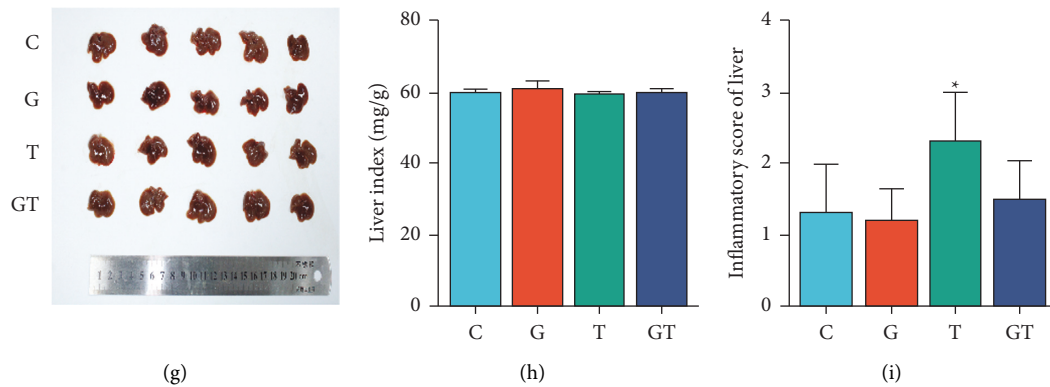 C
G
T
GT
1 2 3 4 5 6 7 8 9 10 11 12 13 14 15 16 17 18 19 20 cm
(g)
Liver index (mg/g)
80
60
40
20
0
C G T GT
(h)
Inflammatory score of liver
4
3
2
1
0
*
C G T GT
(i)